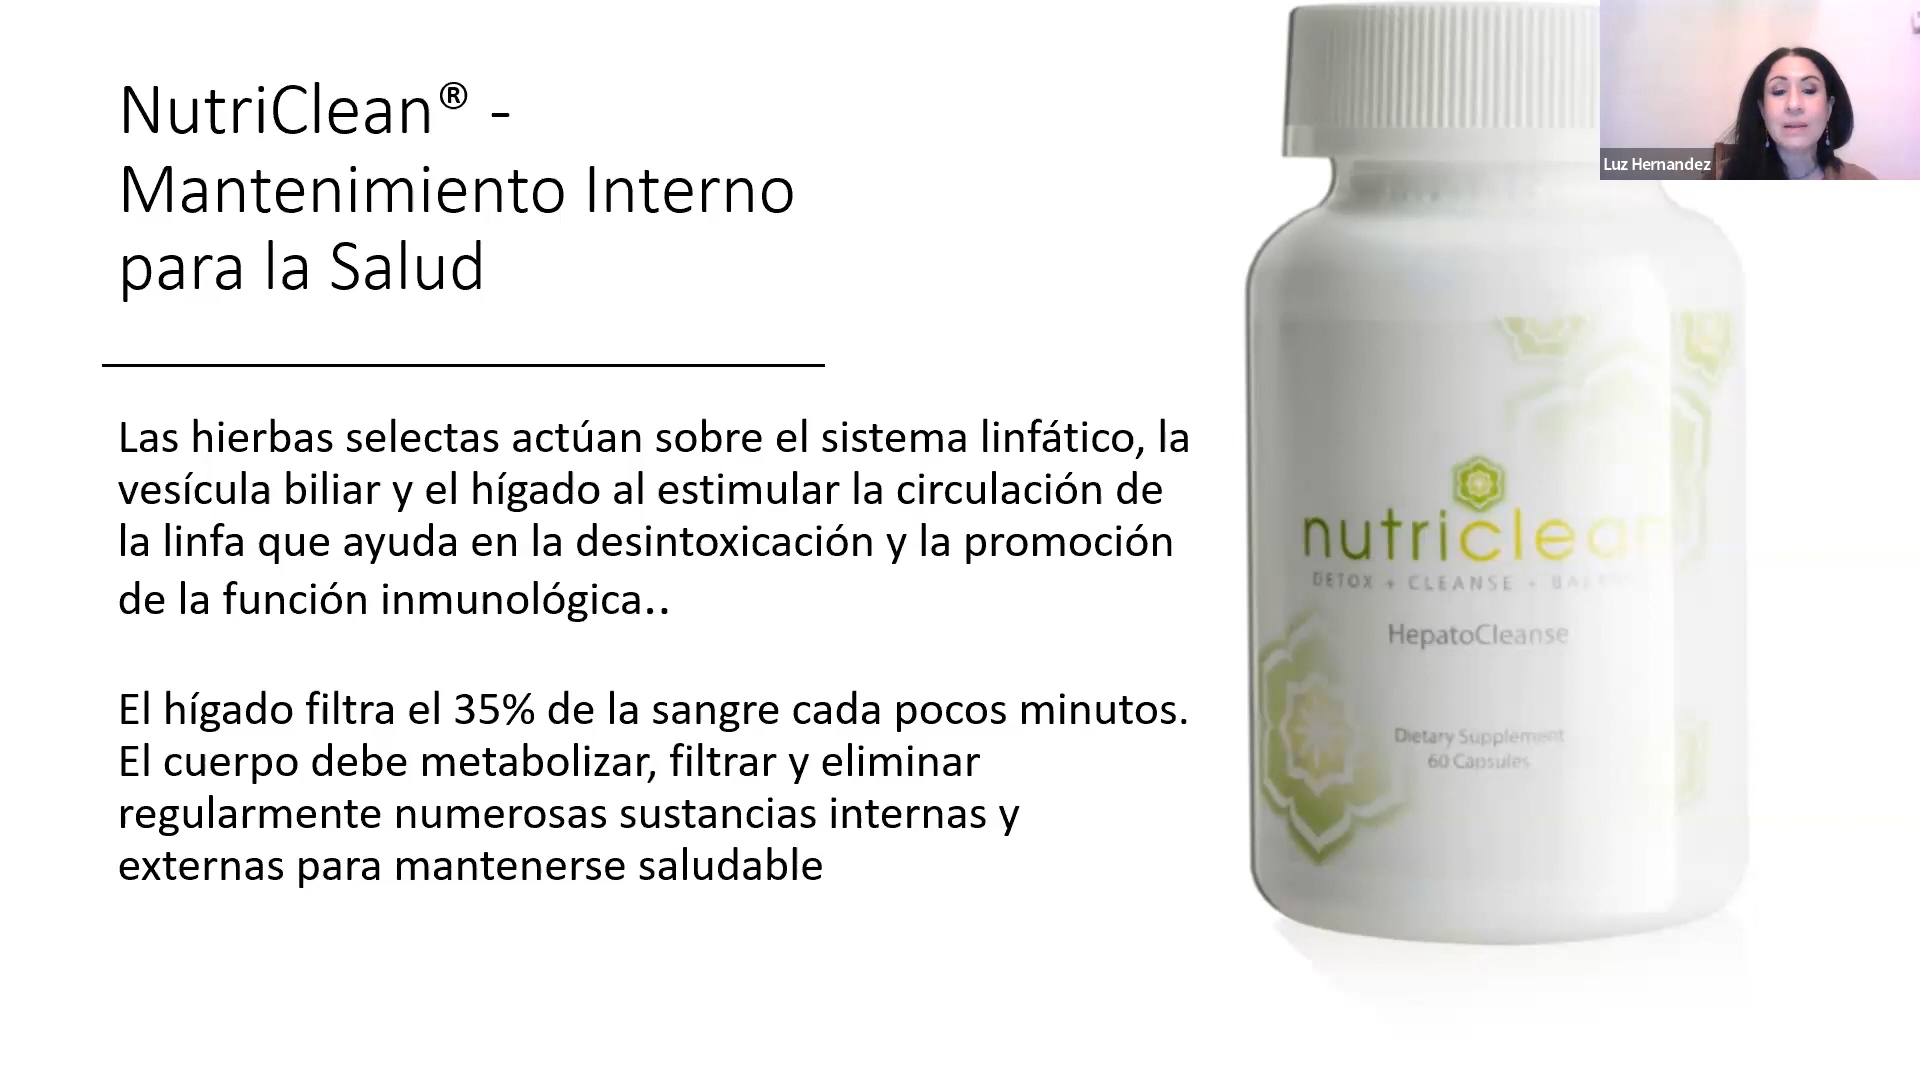 NutriClean® -
Mantenimiento Interno
para la Salud
Las hierbas selectas actúan sobre el sistema linfático, la
vesícula biliar y el hígado al estimular la circulación de
la linfa que ayuda en la desintoxicación y la promoción
de la función inmunológica..
El hígado filtra el 35% de la sangre cada pocos minutos.
El cuerpo debe metabolizar, filtrar y eliminar
regularmente numerosas sustancias internas y
externas para mantenerse saludable
Luz Hernandez
nutriclean
DETOX + CLEANSE +
HepatoCleanse
Dietary Supplement
60 Capsules